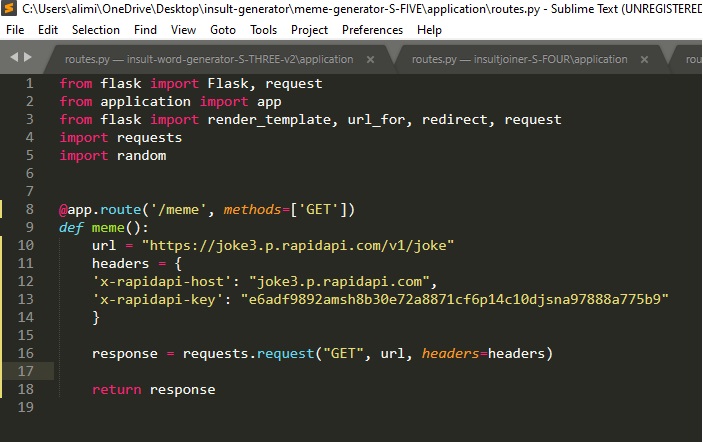 C:\Users\alimi\OneDrive\Desktop\insult-generator\meme-generator-S-FIVE\application\routes.py - Sublime Text (UNREGISTERED
File Edit Selection Find View Goto Tools Project Preferences Help
routes.py — insult-word-generator-S-THREE-v2\application × routes.py — insultjoiner-S-FOUR\application × rou
1 from flask import Flask, request
2 from application import app
3 from flask import render_template, url_for, redirect, request
4 import requests
5 import random
6
7
8 @app.route('/meme', methods=['GET'])
9 def meme():
10 url = "https://joke3.p.rapidapi.com/v1/joke"
11 headers = {
12 'x-rapidapi-host': "joke3.p.rapidapi.com",
13 'x-rapidapi-key': "e6adf9892amsh8b30e72a8871cf6p14c10djsna97888a775b9"
14 }
15
16 response = requests.request("GET", url, headers=headers)
17
18 return response
19